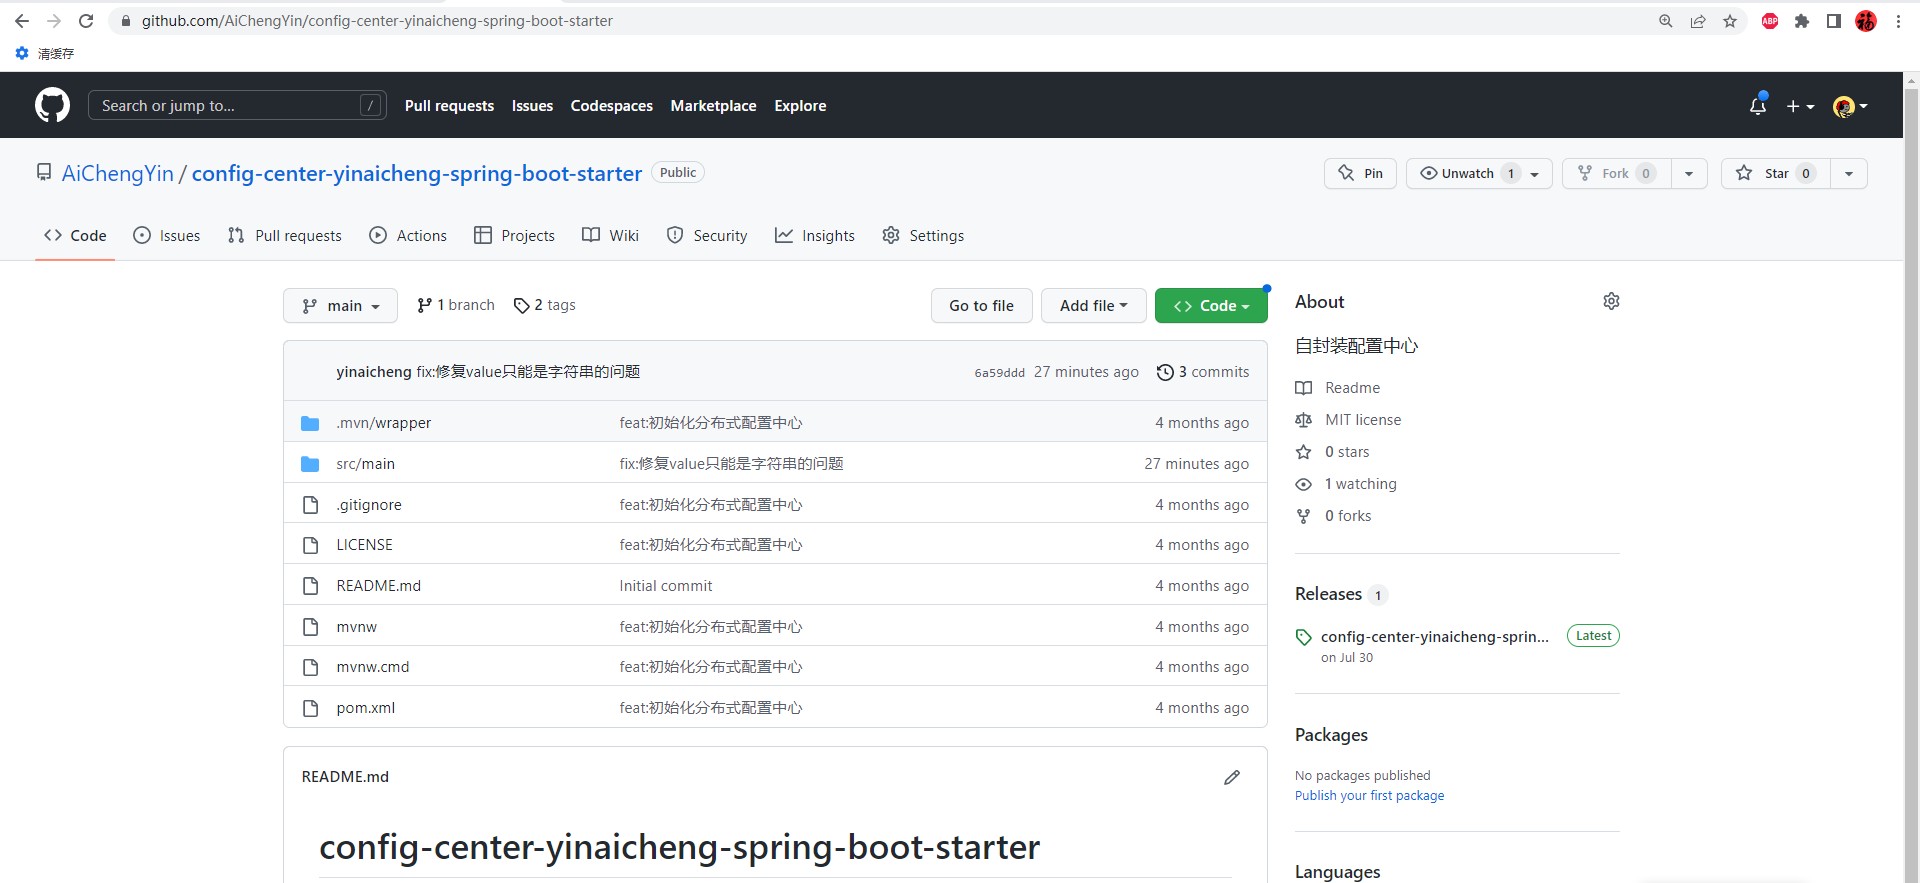 github.com/AiChengYin/config-center-yinaicheng-spring-boot-starter
ABP
福
清缓存
Search or jump to... /
Pull requests Issues Codespaces Marketplace Explore
AiChengYin / config-center-yinaicheng-spring-boot-starter Public
Pin Unwatch 1 Fork 0 Star 0
Code Issues Pull requests Actions Projects Wiki Security Insights Settings
main 1 branch 2 tags Go to file Add file Code
yinaicheng fix:修复value只能是字符串的问题 6a59ddd 27 minutes ago 3 commits
.mvn/wrapper feat:初始化分布式配置中心 4 months ago
src/main fix:修复value只能是字符串的问题 27 minutes ago
.gitignore feat:初始化分布式配置中心 4 months ago
LICENSE feat:初始化分布式配置中心 4 months ago
README.md Initial commit 4 months ago
mvnw feat:初始化分布式配置中心 4 months ago
mvnw.cmd feat:初始化分布式配置中心 4 months ago
pom.xml feat:初始化分布式配置中心 4 months ago
README.md
config-center-yinaicheng-spring-boot-starter
About
自封装配置中心
Readme
MIT license
0 stars
1 watching
0 forks
Releases 1
config-center-yinaicheng-sprin... Latest
on Jul 30
Packages
No packages published
Publish your first package
Languages